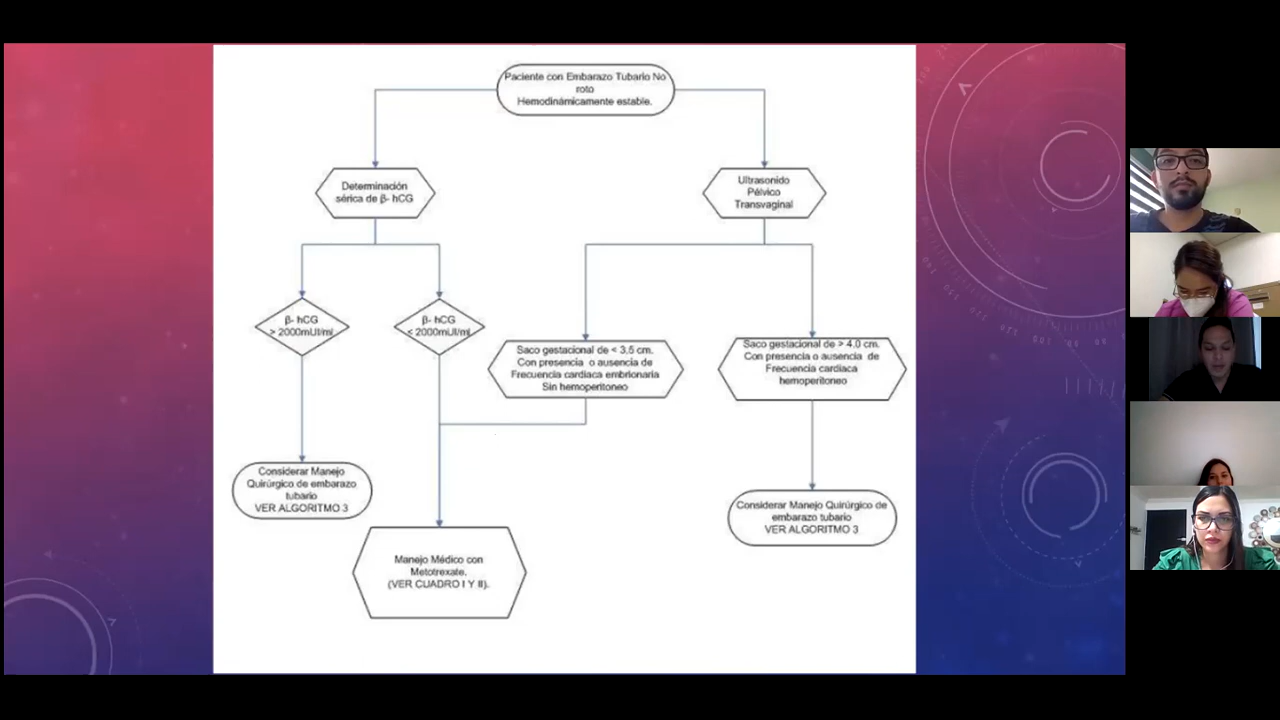 Paciente con Embarazo Tubario No
roto
Hemodinámicamente estable.
Determinación
sérica de β- hCG
Ultrasonido
Pélvico
Transvaginal
β- hCG
> 2000mUI/ml
β- hCG
< 2000mUI/ml
Saco gestacional de < 3.5 cm.
Con presencia o ausencia de
Frecuencia cardiaca embrionaria
Sin hemoperitoneo
Saco gestacional de > 4.0 cm.
Con presencia o ausencia de
Frecuencia cardiaca
hemoperitoneo
Considerar Manejo
Quirúrgico de embarazo
tubario
VER ALGORITMO 3
Considerar Manejo Quirúrgico de
embarazo tubario
VER ALGORITMO 3
Manejo Médico con
Metotrexate.
(VER CUADRO I Y II).